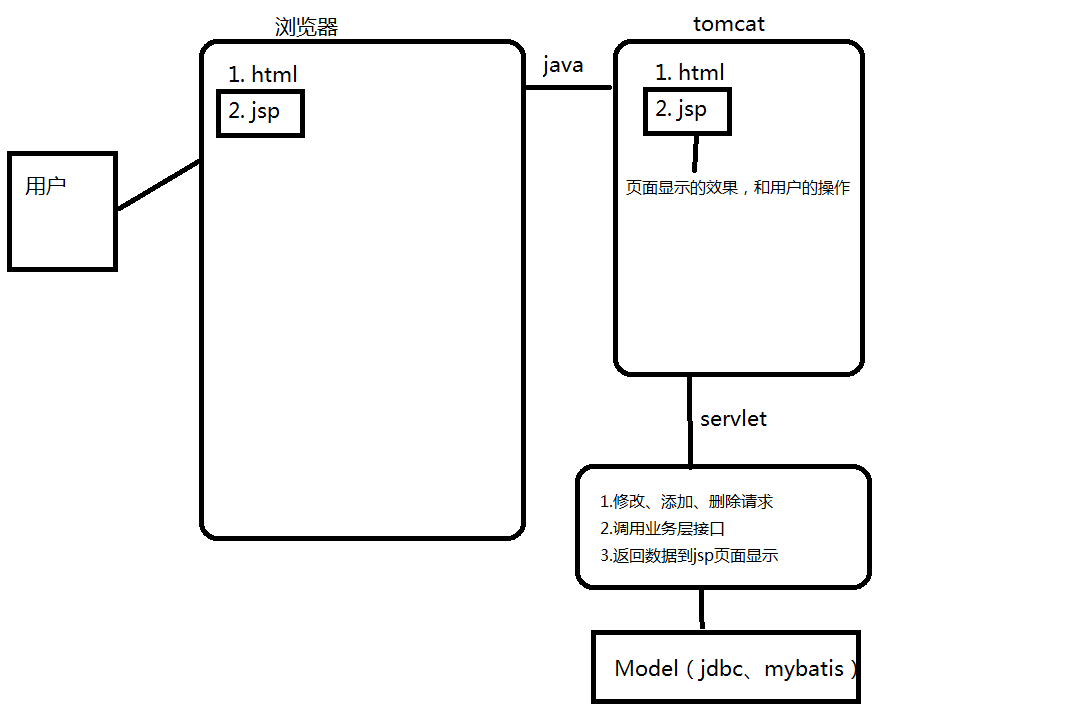 浏览器
tomcat
1. html
2. jsp
java
1. html
2. jsp
页面显示的效果，和用户的操作
用户
servlet
1.修改、添加、删除请求
2.调用业务层接口
3.返回数据到jsp页面显示
Model（jdbc、mybatis）